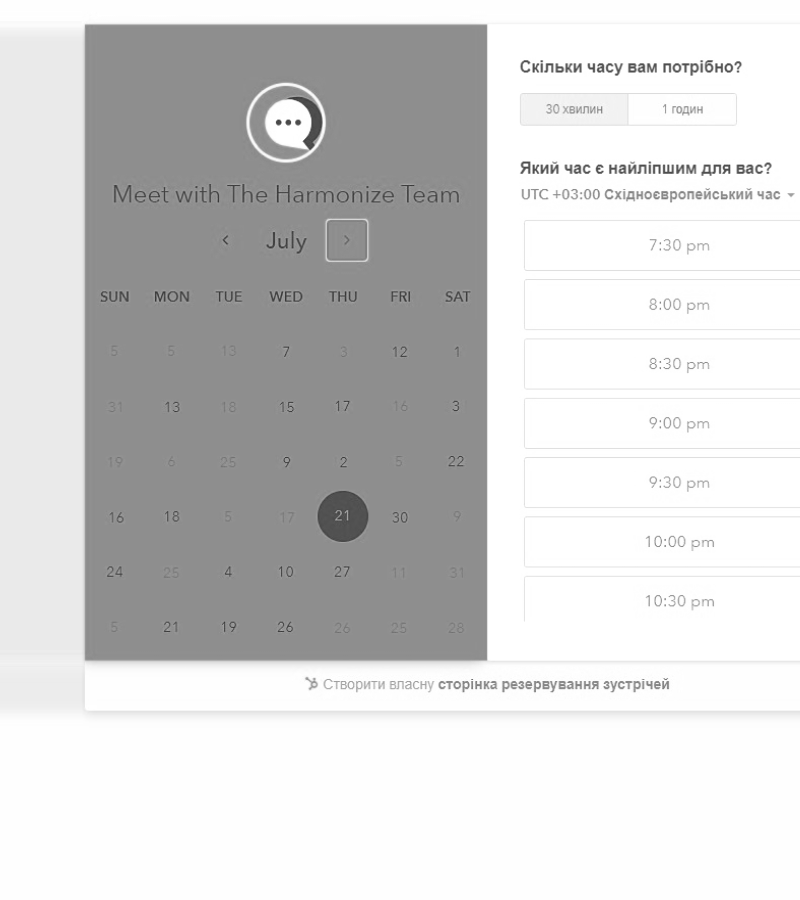 Meet with The Harmonize Team
July
SUN MON TUE WED THU FRI SAT
5 5 13 7 3 12 1
31 13 18 15 17 16 3
19 6 25 9 2 5 22
16 18 5 17 21 30 9
24 25 4 10 27 11 31
5 21 19 26 26 25 28
Скільки часу вам потрібно?
30 хвилин 1 годин
Який час є найліпшим для вас?
UTC +03:00 Східноєвропейський час
7:30 pm
8:00 pm
8:30 pm
9:00 pm
9:30 pm
10:00 pm
10:30 pm
Створити власну сторінка резервування зустрічей